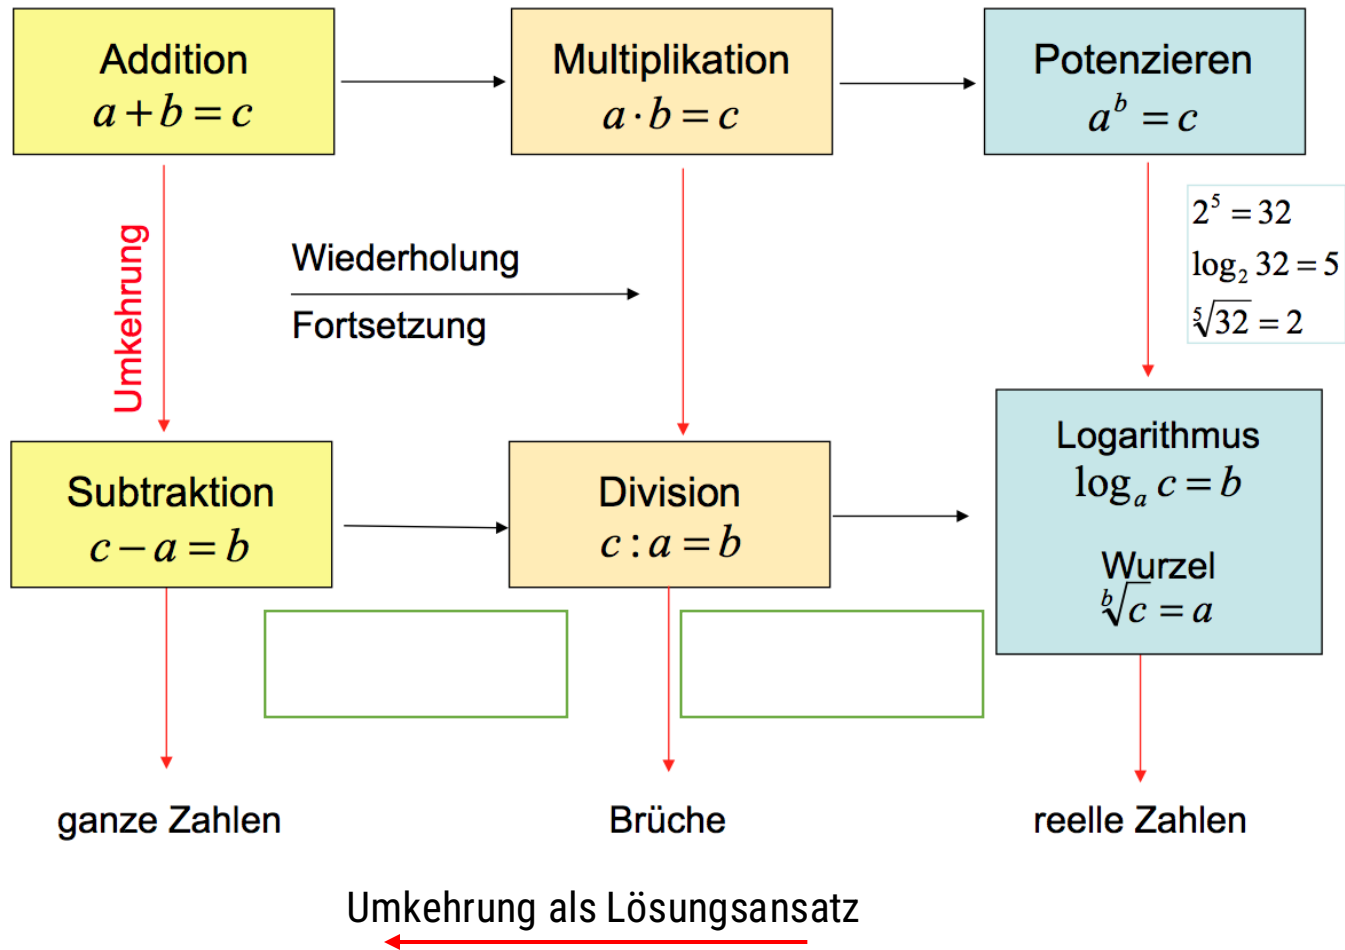 Addition
a + b = c
Multiplikation
a · b = c
Potenzieren
a^b = c
Umkehrung
Wiederholung
Fortsetzung
2^5 = 32
log_2 32 = 5
⁵√32 = 2
Subtraktion
c − a = b
Division
c : a = b
Logarithmus
log_a c = b
Wurzel
ᵇ√c = a
ganze Zahlen
Brüche
reelle Zahlen
Umkehrung als Lösungsansatz